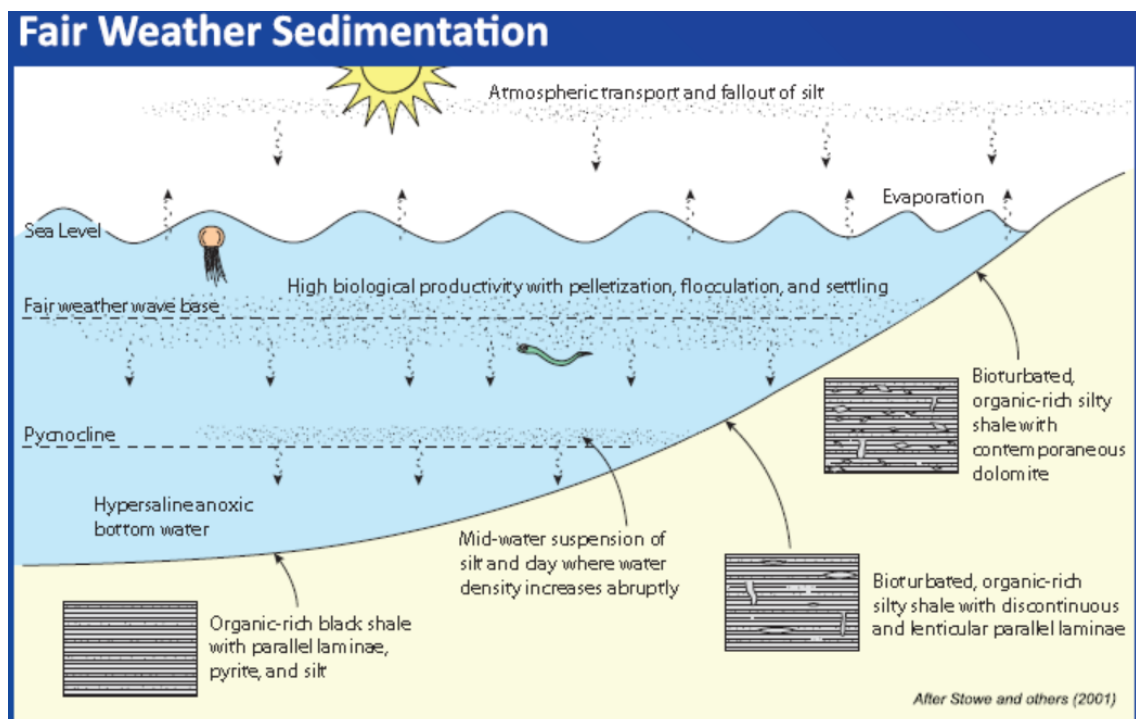 Fair Weather Sedimentation
Atmospheric transport and fallout of silt
Evaporation
Sea Level
High biological productivity with pelletization, flocculation, and settling
Fair weather wave base
Bioturbated,
organic-rich silty
shale with
contemporaneous
dolomite
Pycnocline
Hypersaline anoxic
bottom water
Mid-water suspension of
silt and clay where water
density increases abruptly
Bioturbated, organic-rich
silty shale with discontinuous
and lenticular parallel laminae
Organic-rich black shale
with parallel laminae,
pyrite, and silt
After Stowe and others (2001)